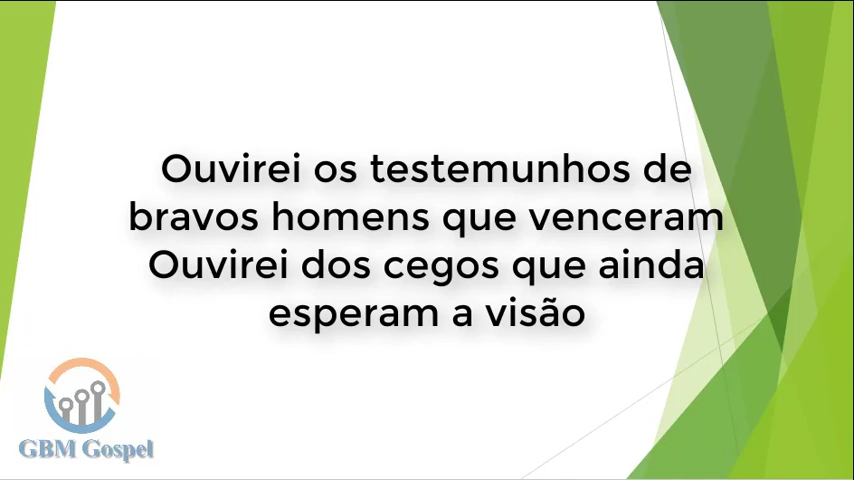 Ouvirei os testemunhos de
bravos homens que venceram
Ouvirei dos cegos que ainda
esperam a visão
GBM Gospel